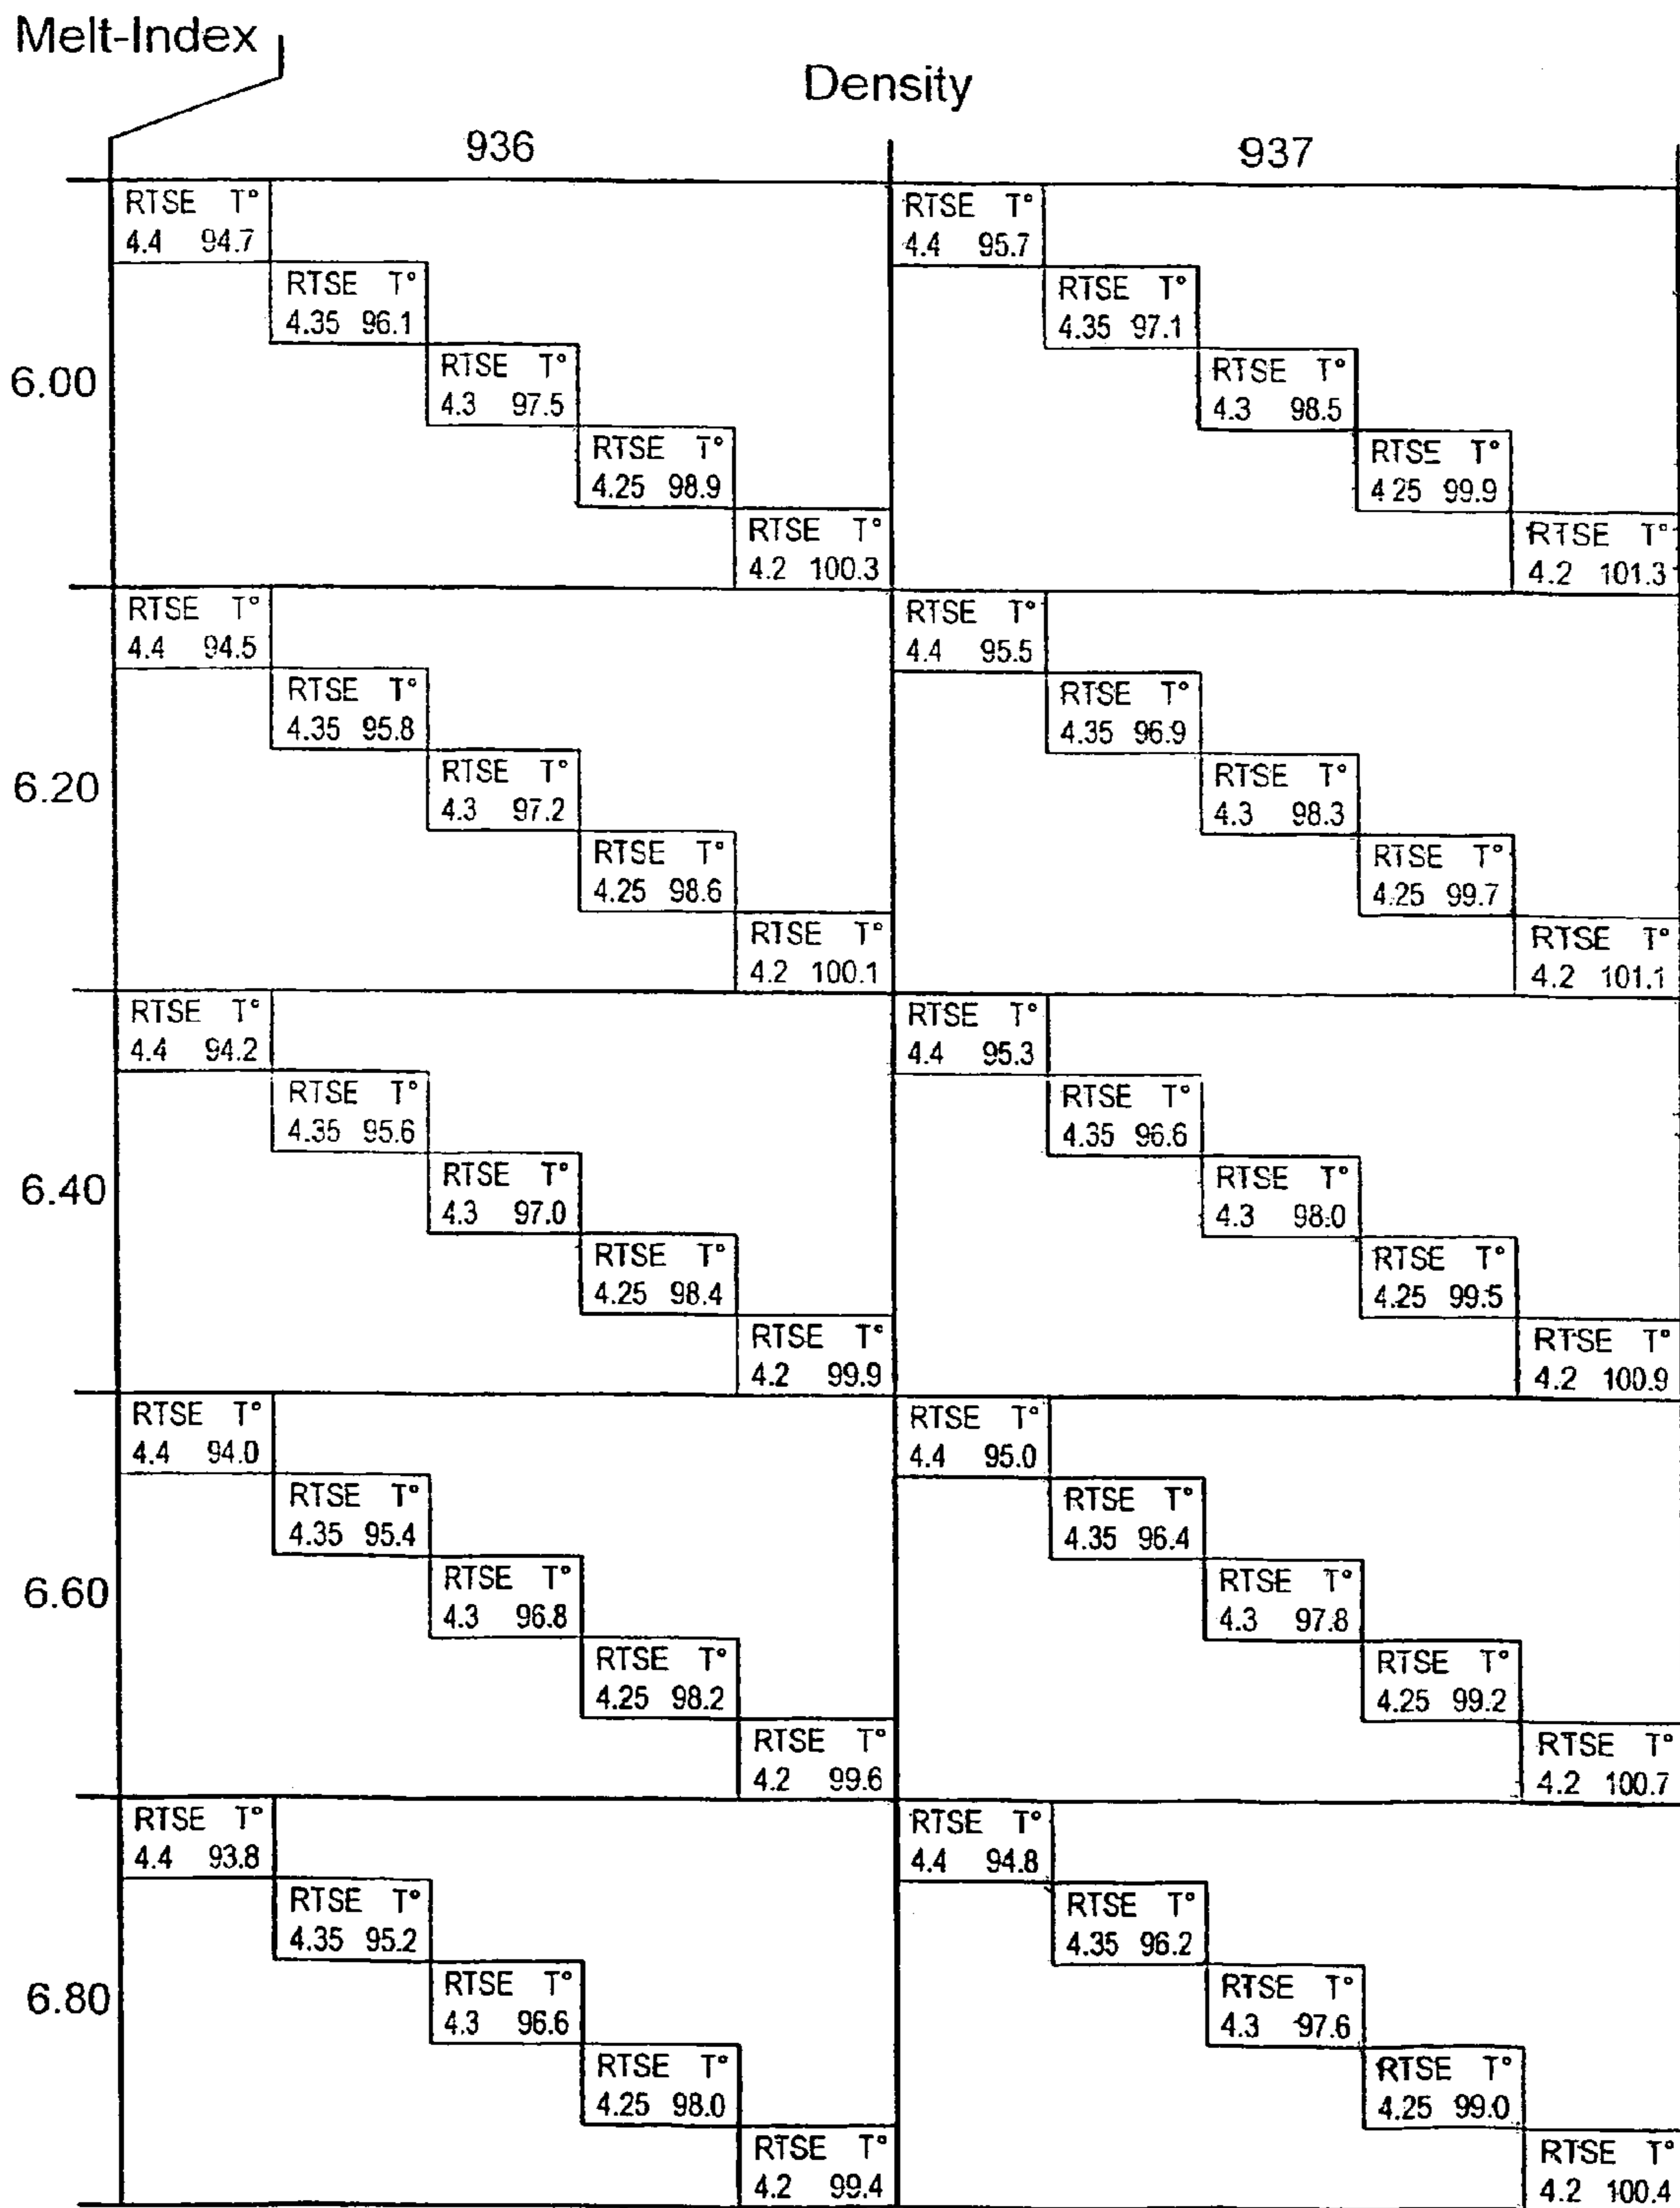 Melt-Index
Density
936 937
RTSE T° RTSE T°
4.4 94.7 4.4 95.7
RTSE T° RTSE T°
4.35 96.1 4.35 97.1
RTSE T° RTSE T°
6.00
4.3 97.5 4.3 98.5
RTSE T° RTSE T°
4.25 98.9 4 25 99.9
RTSE T° RTSE T°
4.2 100.3 4.2 101.3
RTSE T° RTSE T°
4.4 94.5 4.4 95.5
RTSE T° RTSE T°
4.35 95.8 4.35 96.9
RTSE T° RTSE T°
6.20
4.3 97.2 4.3 98.3
RTSE T° RTSE T°
4.25 98.6 4.25 99.7
RTSE T° RTSE T°
4.2 100.1 4.2 101.1
RTSE T° RTSE T°
4.4 94.2 4.4 95.3
RTSE T° RTSE T°
4.35 95.6 4.35 96.6
RTSE T° RTSE T°
6.40
4.3 97.0 4.3 98.0
RTSE T° RTSE T°
4.25 98.4 4.25 99.5
RTSE T° RTSE T°
4.2 99.9 4.2 100.9
RTSE T° RTSE T°
4.4 94.0 4.4 95.0
RTSE T° RTSE T°
4.35 95.4 4.35 96.4
RTSE T° RTSE T°
6.60
4.3 96.8 4.3 97.8
RTSE T° RTSE T°
4.25 98.2 4.25 99.2
RTSE T° RTSE T°
4.2 99.6 4.2 100.7
RTSE T° RTSE T°
4.4 93.8 4.4 94.8
RTSE T° RTSE T°
4.35 95.2 4.35 96.2
RTSE T° RTSE T°
6.80
4.3 96.6 4.3 97.6
RTSE T° RTSE T°
4.25 98.0 4.25 99.0
RTSE T° RTSE T°
4.2 99.4 4.2 100.4